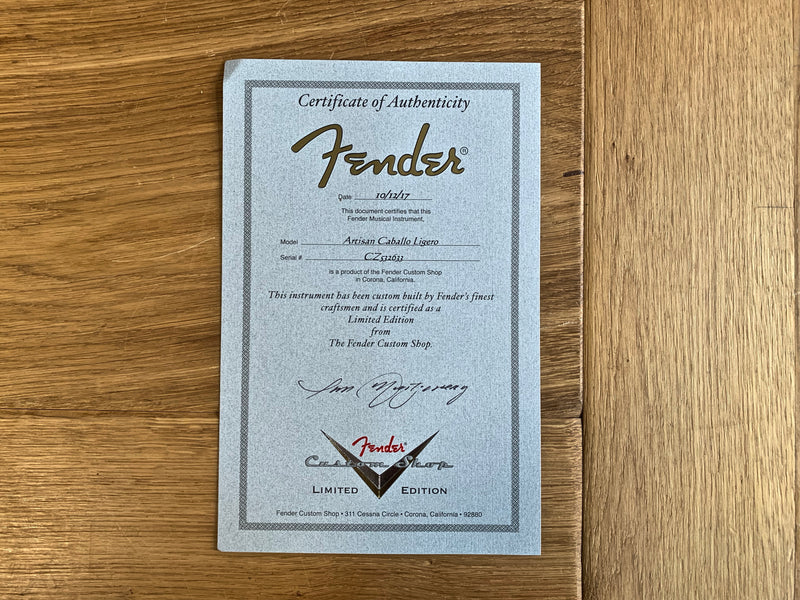 Certificate of Authenticity
Fender®
Date 10/12/17
This document certifies that this
Fender Musical Instrument,
Model Artisan Caballo Ligero
Serial # CZ532633
is a product of the Fender Custom Shop
in Corona, California.
This instrument has been custom built by Fender's finest
craftsmen and is certified as a
Limited Edition
from
The Fender Custom Shop.
Fender®
Custom Shop
LIMITED EDITION
Fender Custom Shop • 311 Cessna Circle • Corona, California • 92880